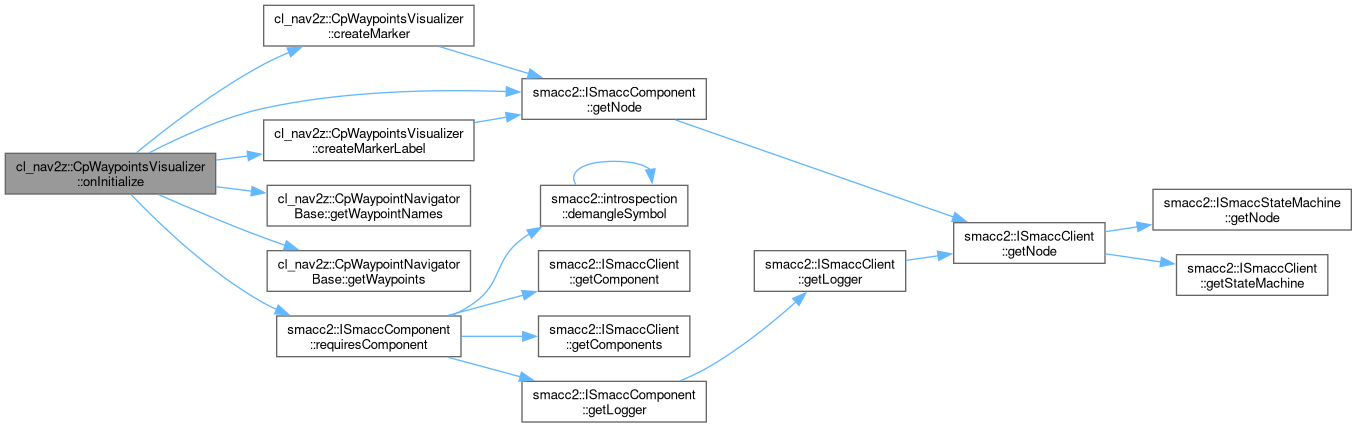 cl_nav2z::CpWaypointsVisualizer
::onInitialize
cl_nav2z::CpWaypointsVisualizer
::createMarker
cl_nav2z::CpWaypointsVisualizer
::createMarkerLabel
cl_nav2z::CpWaypointNavigator
Base::getWaypointNames
cl_nav2z::CpWaypointNavigator
Base::getWaypoints
smacc2::ISmaccComponent
::requiresComponent
smacc2::ISmaccComponent
::getNode
smacc2::introspection
::demangleSymbol
smacc2::ISmaccClient
::getComponent
smacc2::ISmaccClient
::getComponents
smacc2::ISmaccComponent
::getLogger
smacc2::ISmaccClient
::getLogger
smacc2::ISmaccClient
::getNode
smacc2::ISmaccStateMachine
::getNode
smacc2::ISmaccClient
::getStateMachine